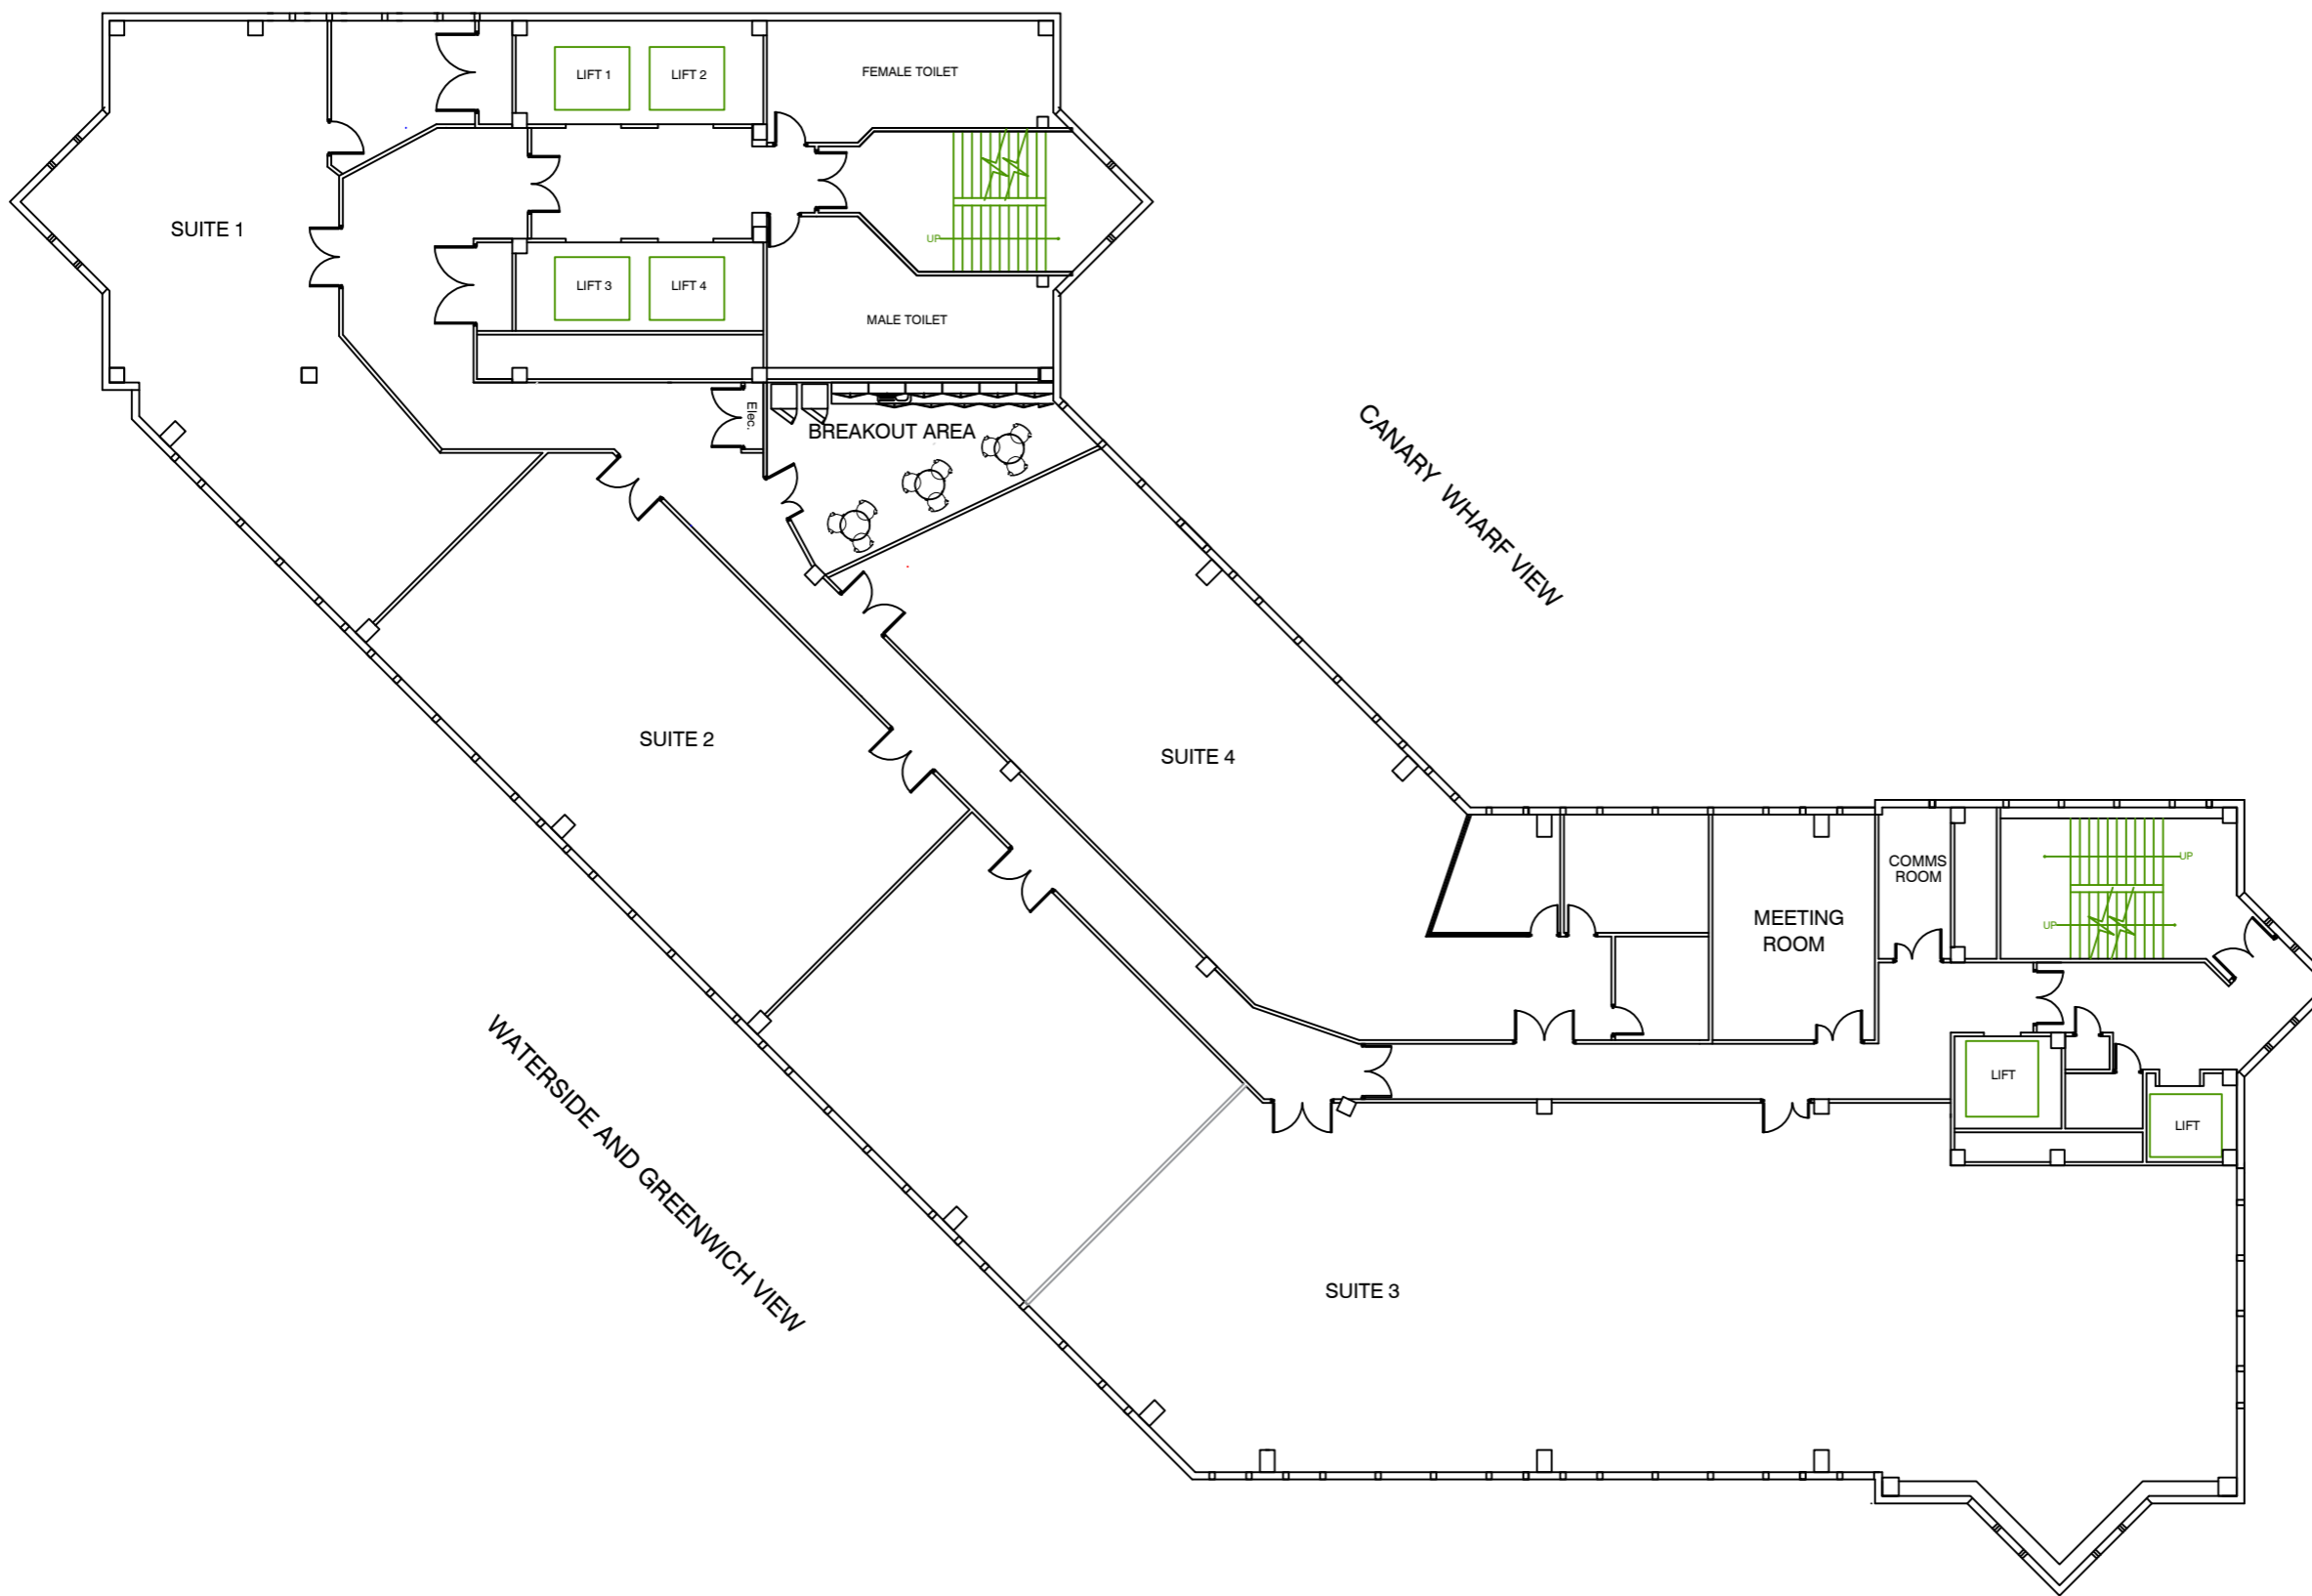 LIFT 1
LIFT 2
FEMALE TOILET
SUITE 1
UP
LIFT 3
LIFT 4
MALE TOILET
Elec.
BREAKOUT AREA
CANARY WHARF VIEW
SUITE 2
SUITE 4
COMMS
ROOM
UP
MEETING
ROOM
UP
LIFT
LIFT
WATERSIDE AND GREENWICH VIEW
SUITE 3